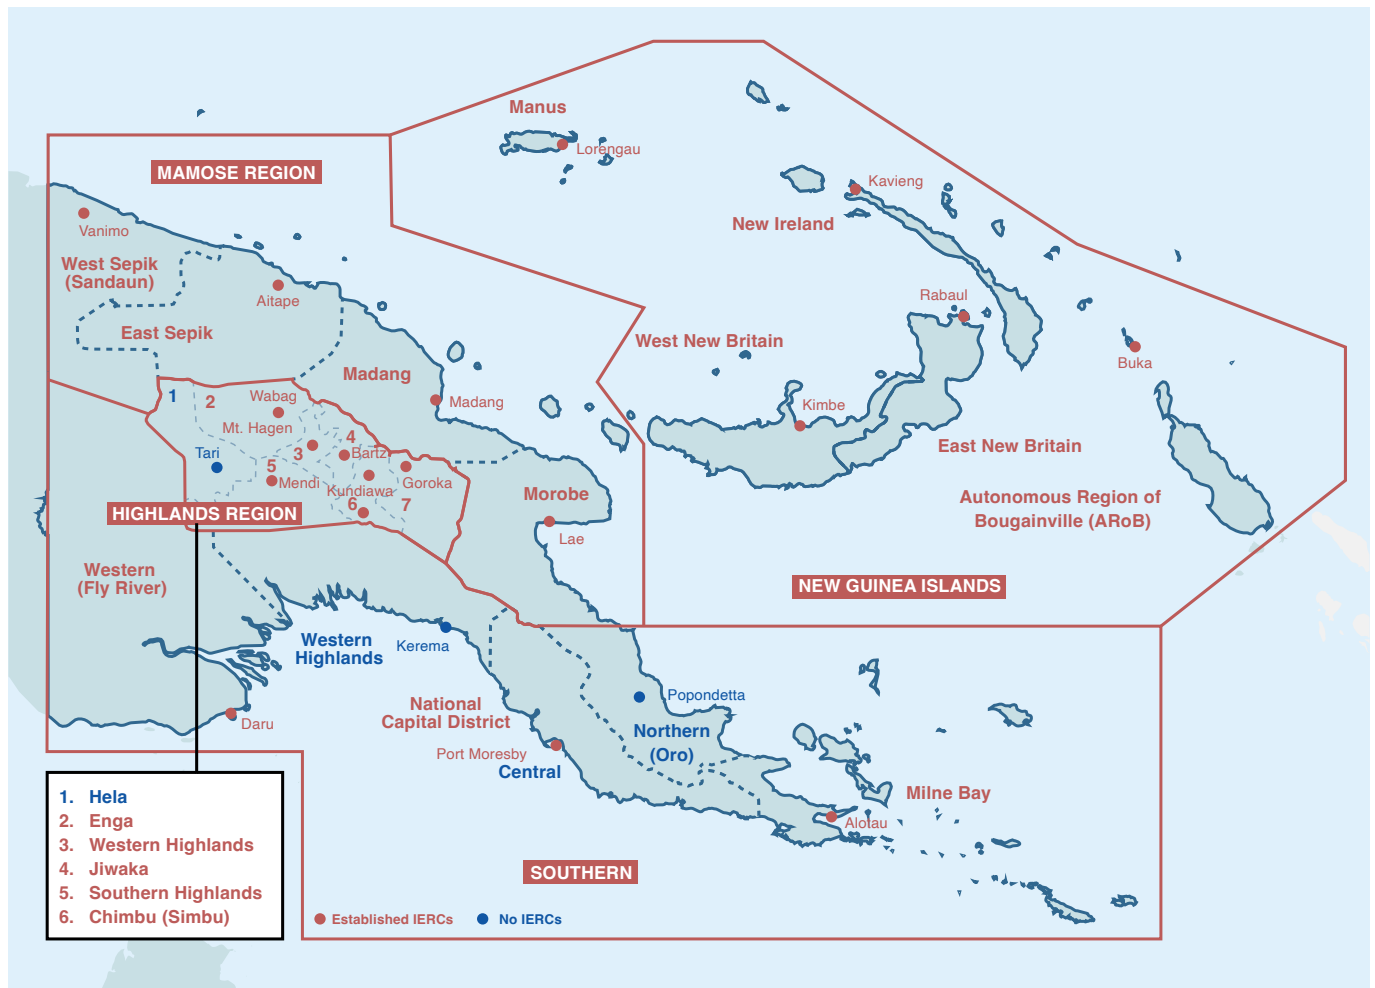 Manus
Lorengau
MAMOSE REGION
Kavieng
New Ireland
Vanimo
West Sepik
(Sandaun)
Aitape
Rabaul
East Sepik
West New Britain
Buka
Madang
1
2
Wabag
Madang
Mt. Hagen
Kimbe
4
Tari
3
Bartz
East New Britain
5
Mendi
Kundiawa
Goroka
6
7
Morobe
Autonomous Region of
Bougainville (ARoB)
HIGHLANDS REGION
Lae
Western
(Fly River)
NEW GUINEA ISLANDS
Western
Highlands
Kerema
Popondetta
National
Capital District
Daru
Northern
(Oro)
Port Moresby
Central
Milne Bay
Alotau
1. Hela
2. Enga
3. Western Highlands
4. Jiwaka
5. Southern Highlands
6. Chimbu (Simbu)
SOUTHERN
Established IERCs
No IERCs